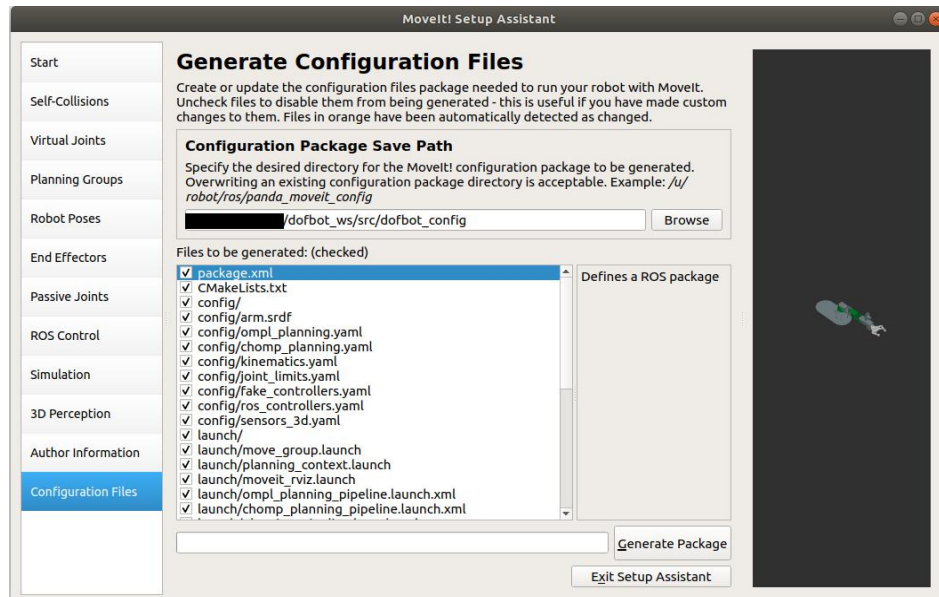 MoveIt! Setup Assistant
Start
Self-Collisions
Virtual Joints
Planning Groups
Robot Poses
End Effectors
Passive Joints
ROS Control
Simulation
3D Perception
Author Information
Configuration Files
Generate Configuration Files
Create or update the configuration files package needed to run your robot with MoveIt.
Uncheck files to disable them from being generated - this is useful if you have made custom
changes to them. Files in orange have been automatically detected as changed.
Configuration Package Save Path
Specify the desired directory for the MoveIt! configuration package to be generated.
Overwriting an existing configuration package directory is acceptable. Example: /u/
robot/ros/panda_moveit_config
/dofbot_ws/src/dofbot_config
Browse
Files to be generated: (checked)
package.xml
CMakeLists.txt
config/
config/arm.srdf
config/ompl_planning.yaml
config/chomp_planning.yaml
config/kinematics.yaml
config/joint_limits.yaml
config/fake_controllers.yaml
config/ros_controllers.yaml
config/sensors_3d.yaml
launch/
launch/move_group.launch
launch/planning_context.launch
launch/moveit_rviz.launch
launch/ompl_planning_pipeline.launch.xml
launch/chomp_planning_pipeline.launch.xml
Defines a ROS package
Generate Package
Exit Setup Assistant